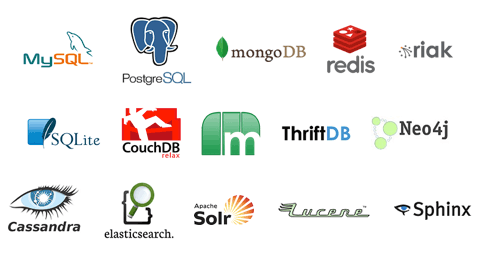 MySQL
PostgreSQL
mongoDB
redis
riak
SQLite
CouchDB
relax
m
ThriftDB
Neo4j
Cassandra
elasticsearch.
Apache
Solr
Lucene
Sphinx